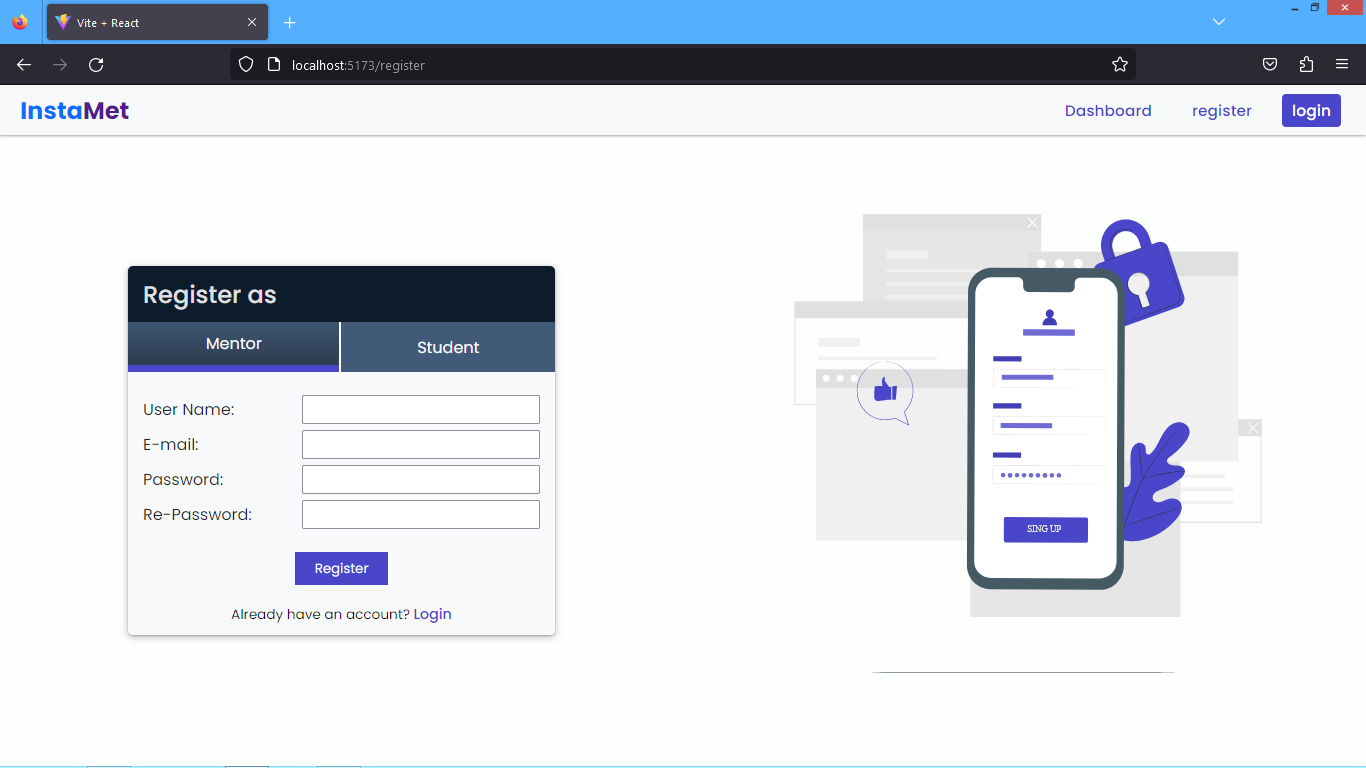 Vite + React
localhost:5173/register
InstaMet
Dashboard register login
Register as
Mentor Student
User Name:
E-mail:
Password:
Re-Password:
Register
Already have an account? Login
SING UP